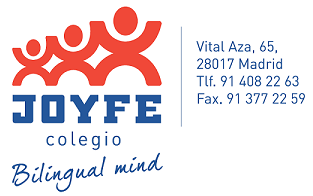 JOYFE
colegio
Bilingual mind
Vital Aza, 65,
28017 Madrid
Tlf. 91 408 22 63
Fax. 91 377 22 59